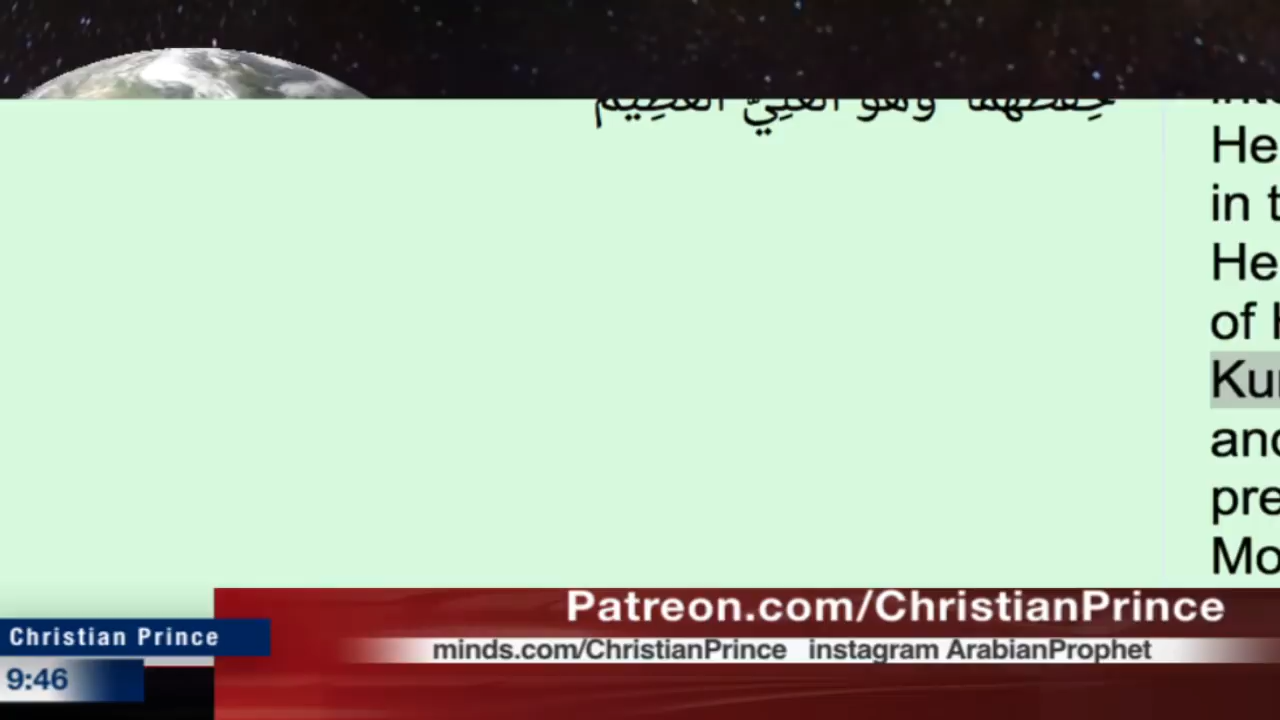 حِفْظُهُمَا وَهُوَ الْعَلِيُّ الْعَظِيمُ
He
in t
He
of
Ku
and
pre
Mo
Patreon.com/ChristianPrince
Christian Prince
minds.com/ChristianPrince instagram ArabianProphet
9:46